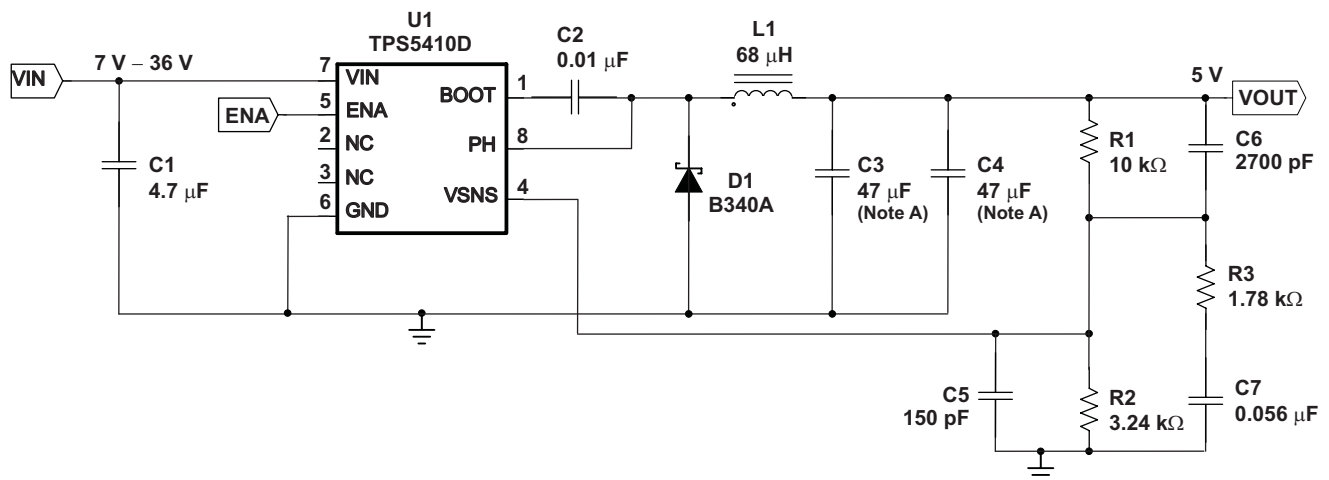 U1
TPS5410D
C2
0.01 μF
L1
68 μH
VIN
7 V – 36 V
7
VIN
5
ENA
ENA
2
NC
3
NC
6
GND
BOOT
1
PH
8
VSNS
4
C1
4.7 μF
D1
B340A
C3
47 μF
(Note A)
C4
47 μF
(Note A)
5 V
VOUT
R1
10 kΩ
C6
2700 pF
R3
1.78 kΩ
C5
150 pF
R2
3.24 kΩ
C7
0.056 μF